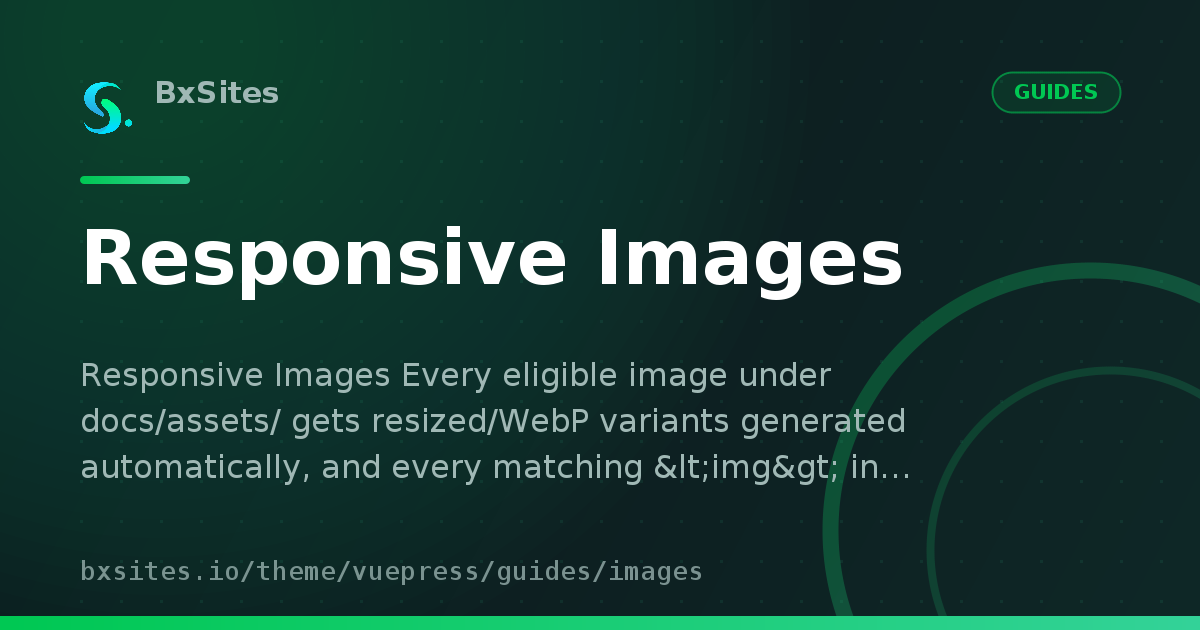 BxSites
GUIDES
Responsive Images
Responsive Images Every eligible image under
docs/assets/ gets resized/WebP variants generated
automatically, and every matching &lt;img&gt; in...
bxsites.io/theme/vuepress/guides/images